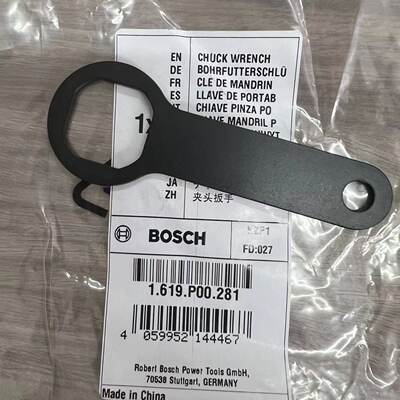 EN CHUCK WRENCH
DE BOHRFUTTERSCHLÜ
FR CLE DE MANDRIN
ES LLAVE DE PORTAB
CHIAVE PINZA PO
MANDRIL P
JA
ZH 夹头扳手
BOSCH
FD:027
1.619.P00.281
4 059952 144467
Robert Bosch Power Tools GmbH,
70538 Stuttgart, GERMANY
Made in China